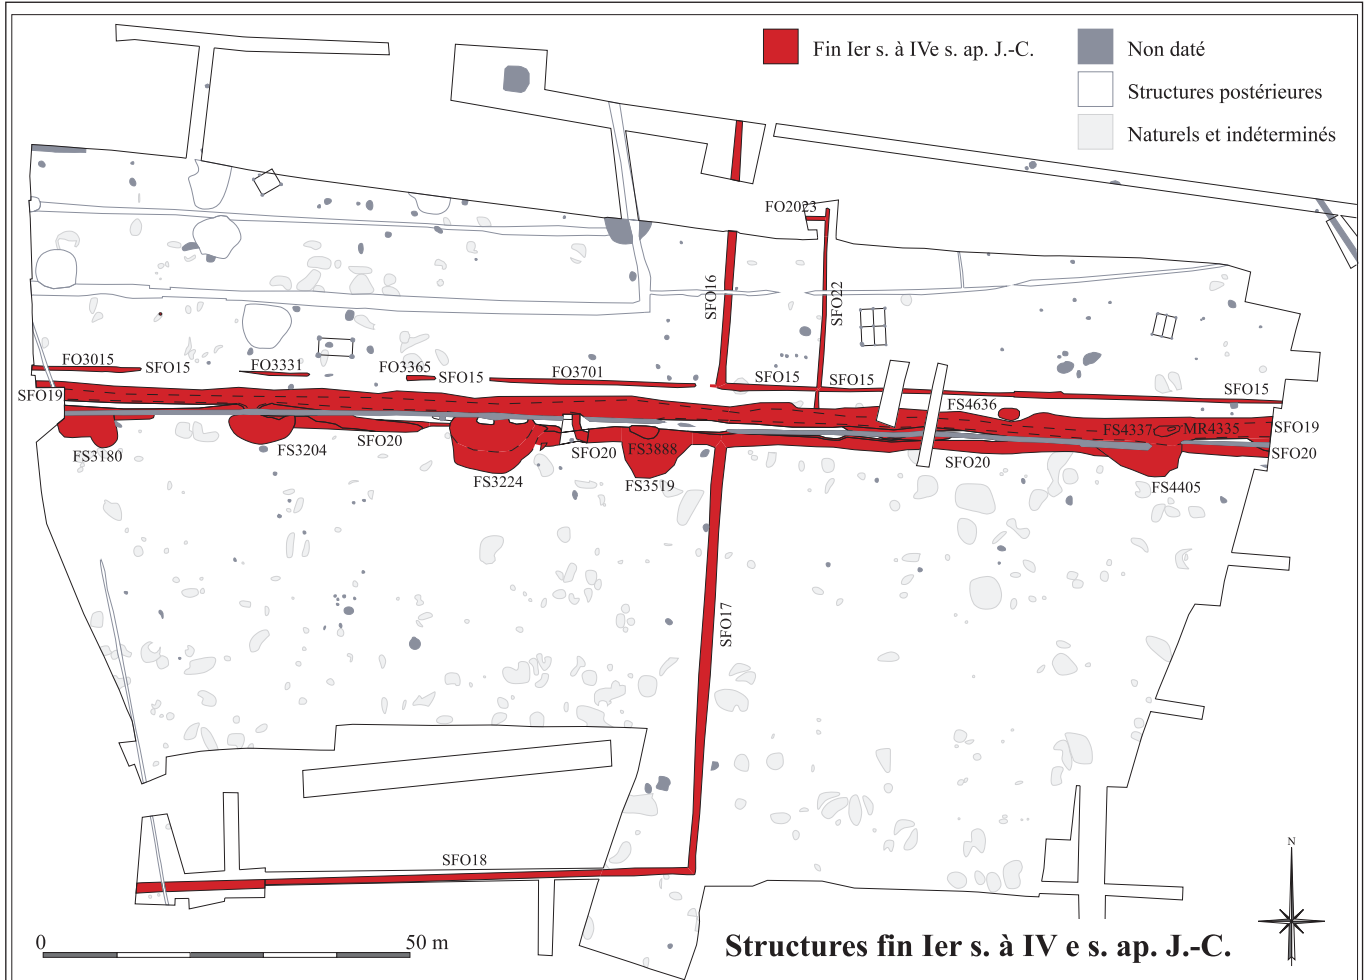 Fin Ier s. à IVe s. ap. J.-C.
Non daté
Structures postérieures
Naturels et indéterminés
FO2023
SFO16
SFO22
FO3015
SFO15
FO3331
FO3365
SFO15
FO3701
SFO15
SFO15
SFO15
SFO19
FS4636
FS4337
MR4335
SFO19
FS3180
FS3204
SFO20
FS3224
SFO20
FS3888
FS3519
SFO20
SFO20
FS4405
SFO17
SFO18
N
0
50 m
Structures fin Ier s. à IV e s. ap. J.-C.